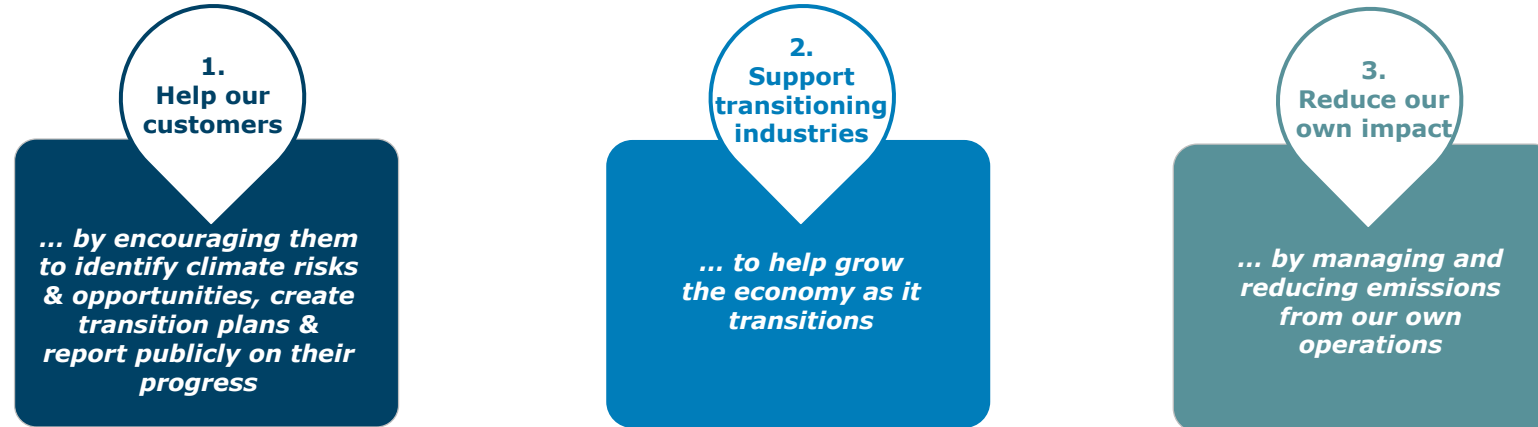 1.
Help our
customers
... by encouraging them
to identify climate risks
& opportunities, create
transition plans &
report publicly on their
progress
2.
Support
transitioning
industries
... to help grow
the economy as it
transitions
3.
Reduce our
own impact
... by managing and
reducing emissions
from our own
operations